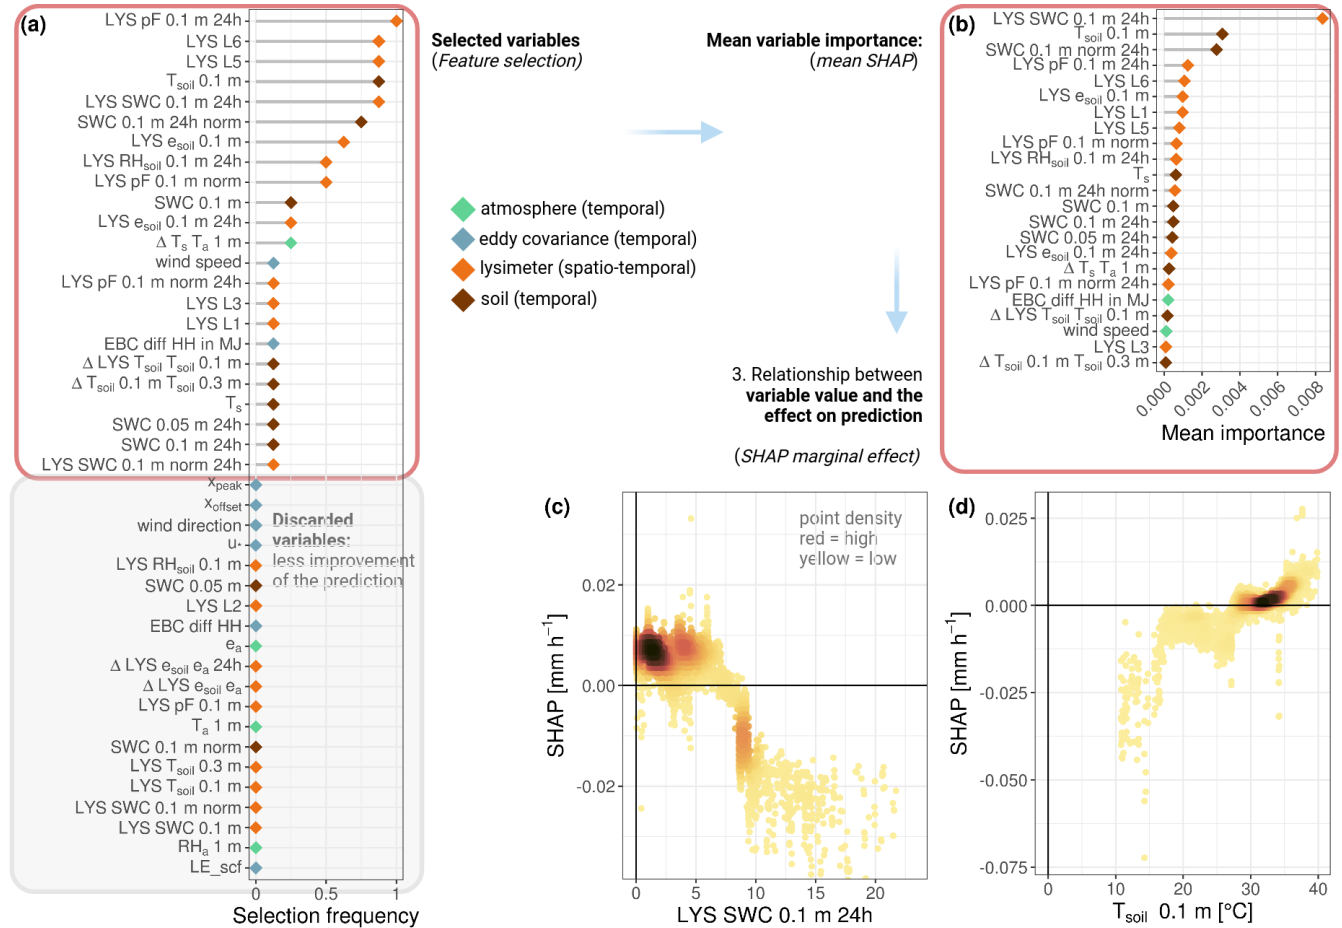 (a)
LYS pF 0.1 m 24h
LYS L6
LYS L5
Tsoil 0.1 m
LYS SWC 0.1 m 24h
SWC 0.1 m 24h norm
LYS esoil 0.1 m
LYS RHsoil 0.1 m 24h
LYS pF 0.1 m norm
SWC 0.1 m
LYS esoil 0.1 m 24h
Δ Ts Ta 1 m
wind speed
LYS pF 0.1 m norm 24h
LYS L3
LYS L1
EBC diff HH in MJ
Δ LYS Tsoil Tsoil 0.1 m
Δ Tsoil 0.1 m Tsoil 0.3 m
Ts
SWC 0.05 m 24h
SWC 0.1 m 24h
LYS SWC 0.1 m norm 24h
xpeak
xoffset
wind direction
u*
LYS RHsoil 0.1 m
SWC 0.05 m
LYS L2
EBC diff HH
ea
Δ LYS esoil ea 24h
Δ LYS esoil ea
LYS pF 0.1 m
Ta 1 m
SWC 0.1 m norm
LYS Tsoil 0.3 m
LYS Tsoil 0.1 m
LYS SWC 0.1 m norm
LYS SWC 0.1 m
RHa 1 m
LE_scf
Discarded
variables:
less improvement
of the prediction
0 0.5 1
Selection frequency
Selected variables
(Feature selection)
Mean variable importance:
(mean SHAP)
atmosphere (temporal)
eddy covariance (temporal)
lysimeter (spatio-temporal)
soil (temporal)
3. Relationship between
variable value and the
effect on prediction
(SHAP marginal effect)
(b)
LYS SWC 0.1 m 24h
Tsoil 0.1 m
SWC 0.1 m norm 24h
LYS pF 0.1 m 24h
LYS L6
LYS esoil 0.1 m
LYS L1
LYS L5
LYS pF 0.1 m norm
LYS RHsoil 0.1 m 24h
Ts
SWC 0.1 m 24h norm
SWC 0.1 m
SWC 0.1 m 24h
SWC 0.05 m 24h
LYS esoil 0.1 m 24h
Δ Ts Ta 1 m
LYS pF 0.1 m norm 24h
EBC diff HH in MJ
Δ LYS Tsoil Tsoil 0.1 m
wind speed
LYS L3
Δ Tsoil 0.1 m Tsoil 0.3 m
0.000 0.002 0.004 0.006 0.008
Mean importance
(c)
point density
red = high
yellow = low
SHAP [mm h−1]
0.02
0.00
-0.02
0 5 10 15 20
LYS SWC 0.1 m 24h
(d)
SHAP [mm h−1]
0.025
0.000
-0.025
-0.050
-0.075
0 10 20 30 40
Tsoil 0.1 m [°C]